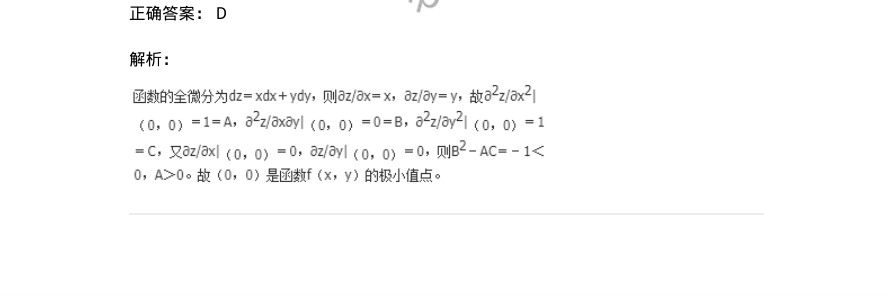 正确答案： D
解析：
函数的全微分为dz=xdx+ydy，则∂z/∂x=x，∂z/∂y=y，故∂²z/∂x²|
（0，0）=1=A，∂²z/∂x∂y|（0，0）=0=B，∂²z/∂y²|（0，0）=1
=C，又∂z/∂x|（0，0）=0，∂z/∂y|（0，0）=0，则B²-AC=-1＜
0，A＞0。故（0，0）是函数f（x，y）的极小值点。